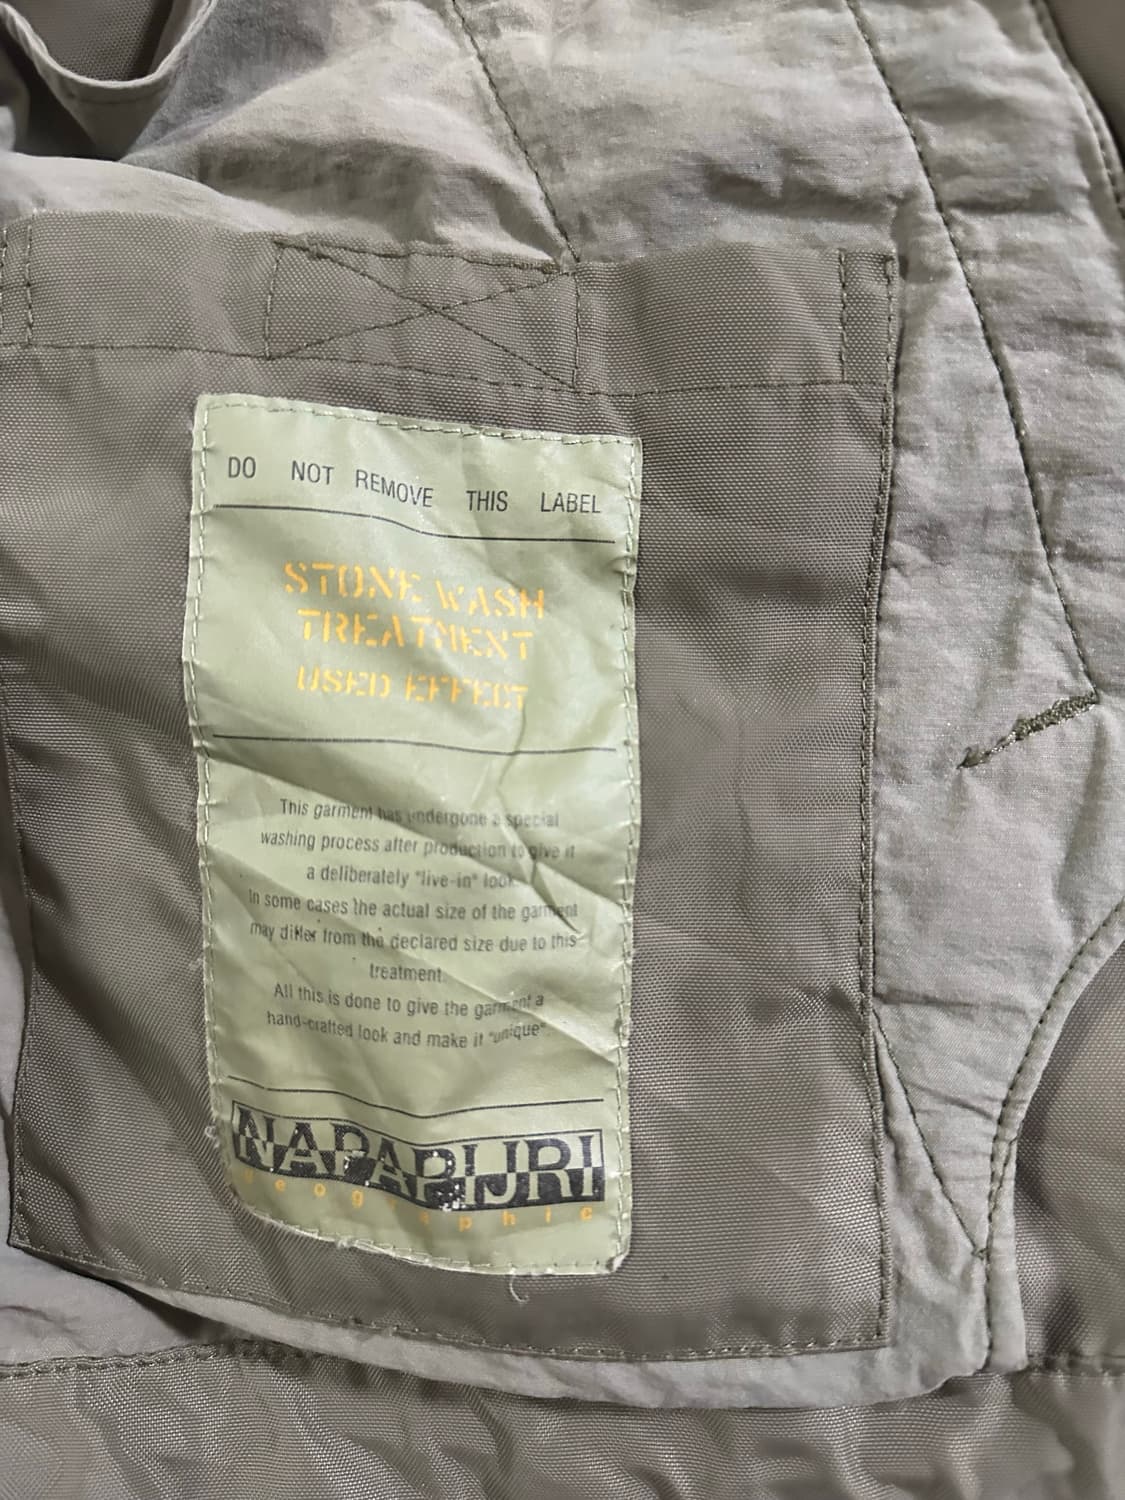 DO NOT REMOVE THIS LABEL
STONE WASH
TREATMENT
USED EFFECT
This garment has undergone a special
washing process after production to give it
a deliberately "live-in" look.
In some cases the actual size of the garment
may differ from the declared size due to this
treatment.
All this is done to give the garment a
hand-crafted look and make it "unique"
NAPAPIJRI
geographic